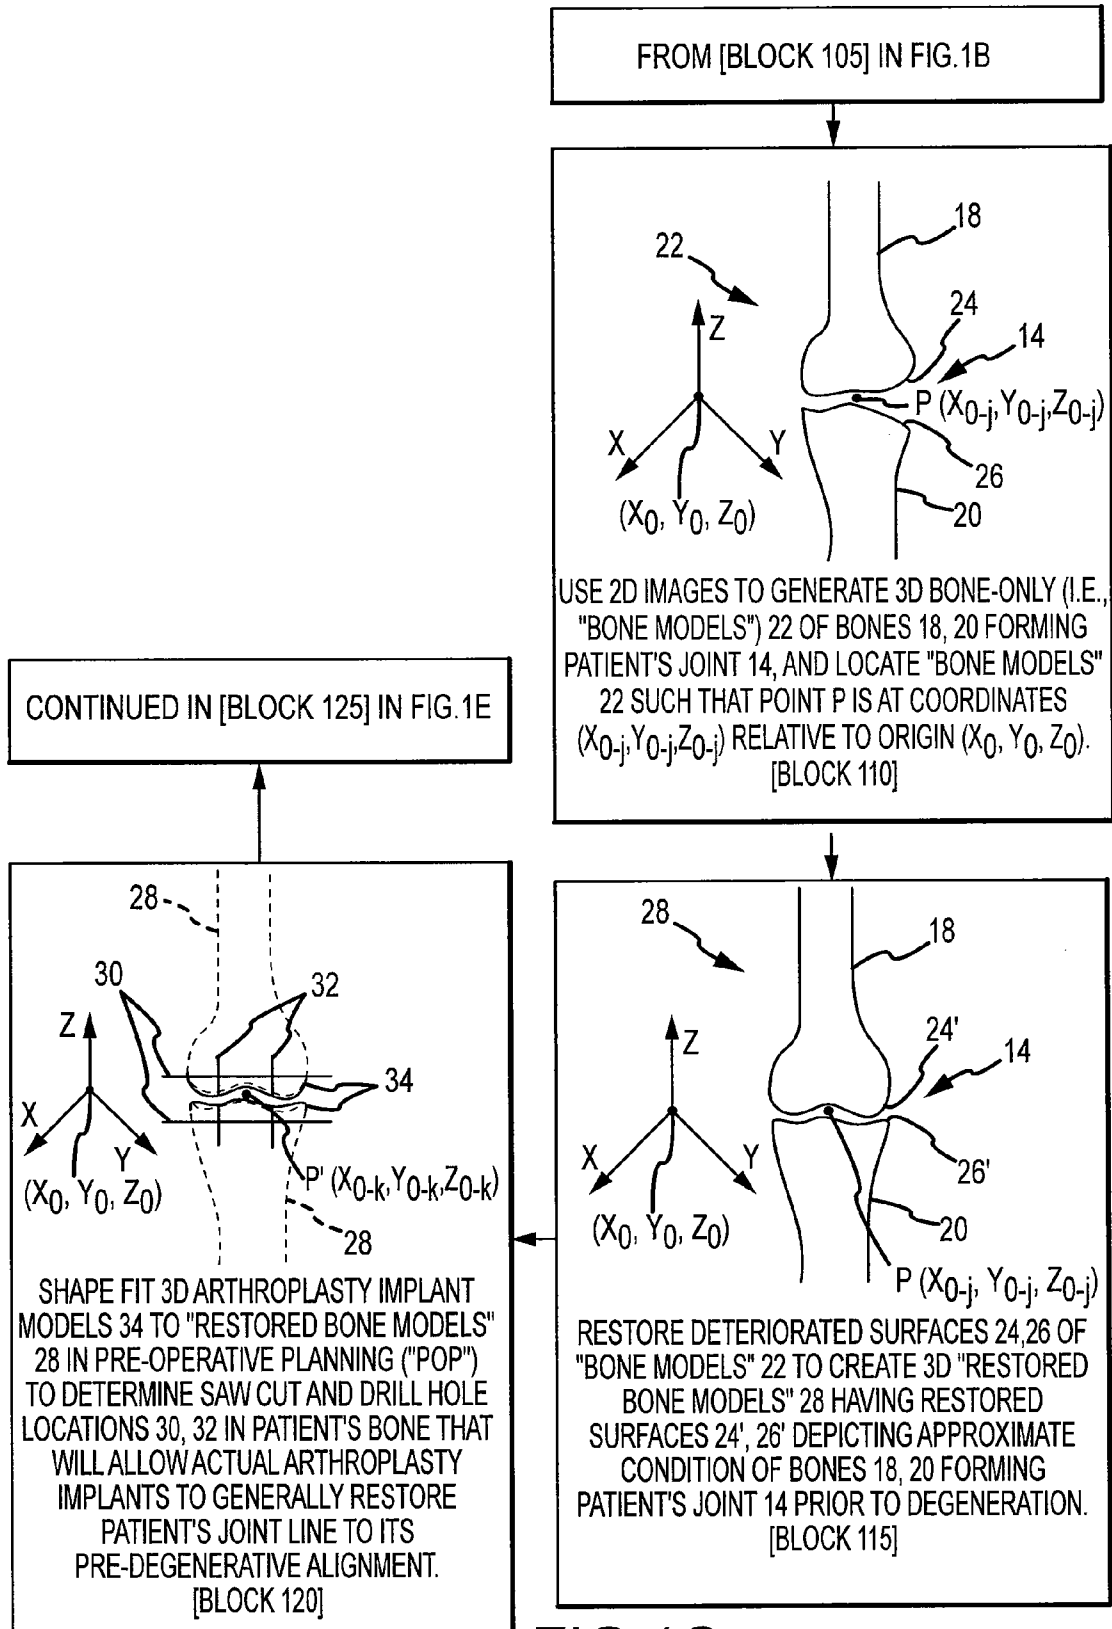 FROM [BLOCK 105] IN FIG.1B
18
22
24
Z
14
P (X0-j,Y0-j,Z0-j)
X
Y
26
(X0, Y0, Z0)
20
USE 2D IMAGES TO GENERATE 3D BONE-ONLY (I.E.,
"BONE MODELS") 22 OF BONES 18, 20 FORMING
PATIENT'S JOINT 14, AND LOCATE "BONE MODELS"
22 SUCH THAT POINT P IS AT COORDINATES
(X0-j,Y0-j,Z0-j) RELATIVE TO ORIGIN (X0, Y0, Z0).
[BLOCK 110]
28
18
24'
Z
14
X
Y
26'
(X0, Y0, Z0)
20
P (X0-j, Y0-j, Z0-j)
RESTORE DETERIORATED SURFACES 24,26 OF
"BONE MODELS" 22 TO CREATE 3D "RESTORED
BONE MODELS" 28 HAVING RESTORED
SURFACES 24', 26' DEPICTING APPROXIMATE
CONDITION OF BONES 18, 20 FORMING
PATIENT'S JOINT 14 PRIOR TO DEGENERATION.
[BLOCK 115]
28
30
32
Z
34
X
Y
P' (X0-k,Y0-k,Z0-k)
(X0, Y0, Z0)
28
SHAPE FIT 3D ARTHROPLASTY IMPLANT
MODELS 34 TO "RESTORED BONE MODELS"
28 IN PRE-OPERATIVE PLANNING ("POP")
TO DETERMINE SAW CUT AND DRILL HOLE
LOCATIONS 30, 32 IN PATIENT'S BONE THAT
WILL ALLOW ACTUAL ARTHROPLASTY
IMPLANTS TO GENERALLY RESTORE
PATIENT'S JOINT LINE TO ITS
PRE-DEGENERATIVE ALIGNMENT.
[BLOCK 120]
CONTINUED IN [BLOCK 125] IN FIG.1E